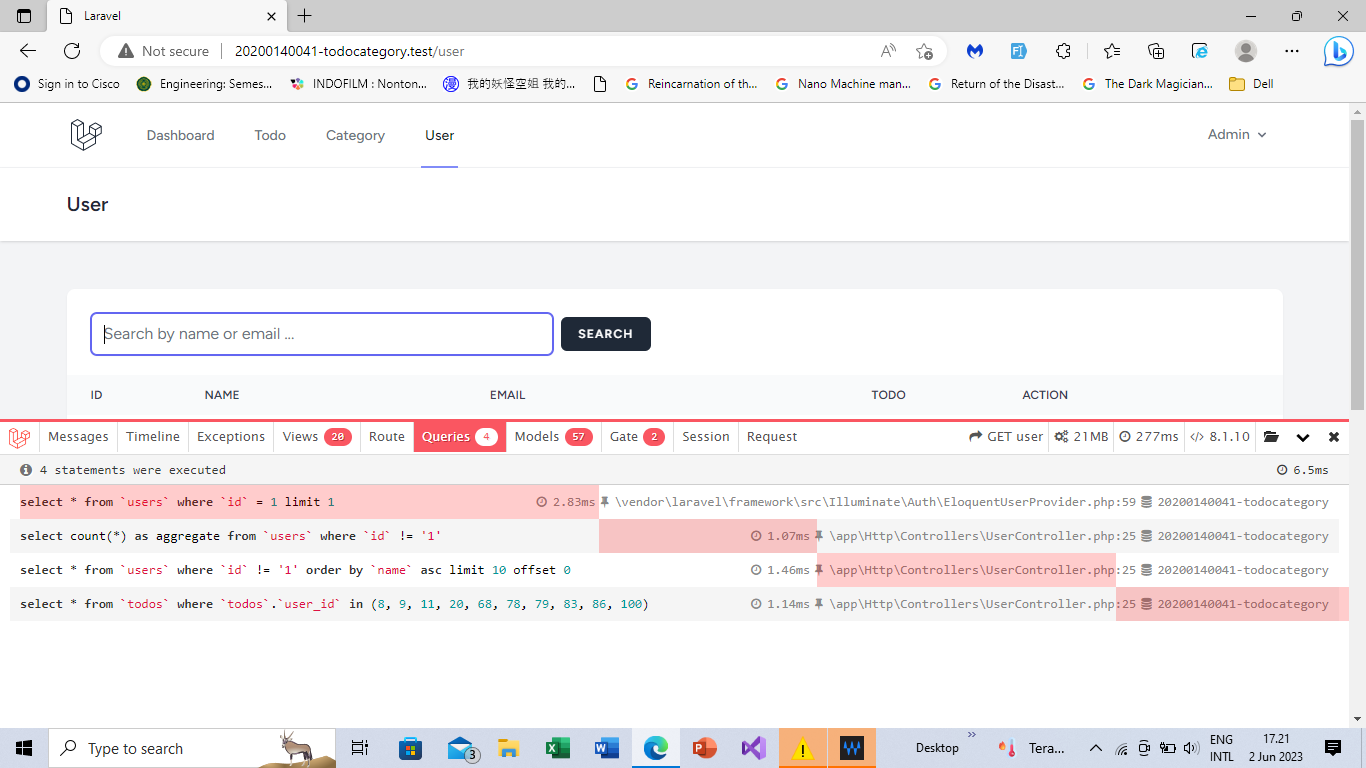 Laravel
Not secure 20200140041-todocategory.test/user
Sign in to Cisco Engineering: Semes... INDOFILM : Nonton... 我的妖怪空姐 我的... Reincarnation of th... Nano Machine man... Return of the Disast... The Dark Magician... Dell
Dashboard Todo Category User Admin
User
Search by name or email ... SEARCH
ID NAME EMAIL TODO ACTION
Messages Timeline Exceptions Views 20 Route Queries 4 Models 57 Gate 2 Session Request GET user 21MB 277ms 8.1.10
4 statements were executed 6.5ms
select * from `users` where `id` = 1 limit 1 2.83ms \vendor\laravel\framework\src\Illuminate\Auth\EloquentUserProvider.php:59 20200140041-todocategory
select count(*) as aggregate from `users` where `id` != '1' 1.07ms \app\Http\Controllers\UserController.php:25 20200140041-todocategory
select * from `users` where `id` != '1' order by `name` asc limit 10 offset 0 1.46ms \app\Http\Controllers\UserController.php:25 20200140041-todocategory
select * from `todos` where `todos`.`user_id` in (8, 9, 11, 20, 68, 78, 79, 83, 86, 100) 1.14ms \app\Http\Controllers\UserController.php:25 20200140041-todocategory
Type to search 3 Desktop Tera... ENG 17.21
INTL 2 Jun 2023